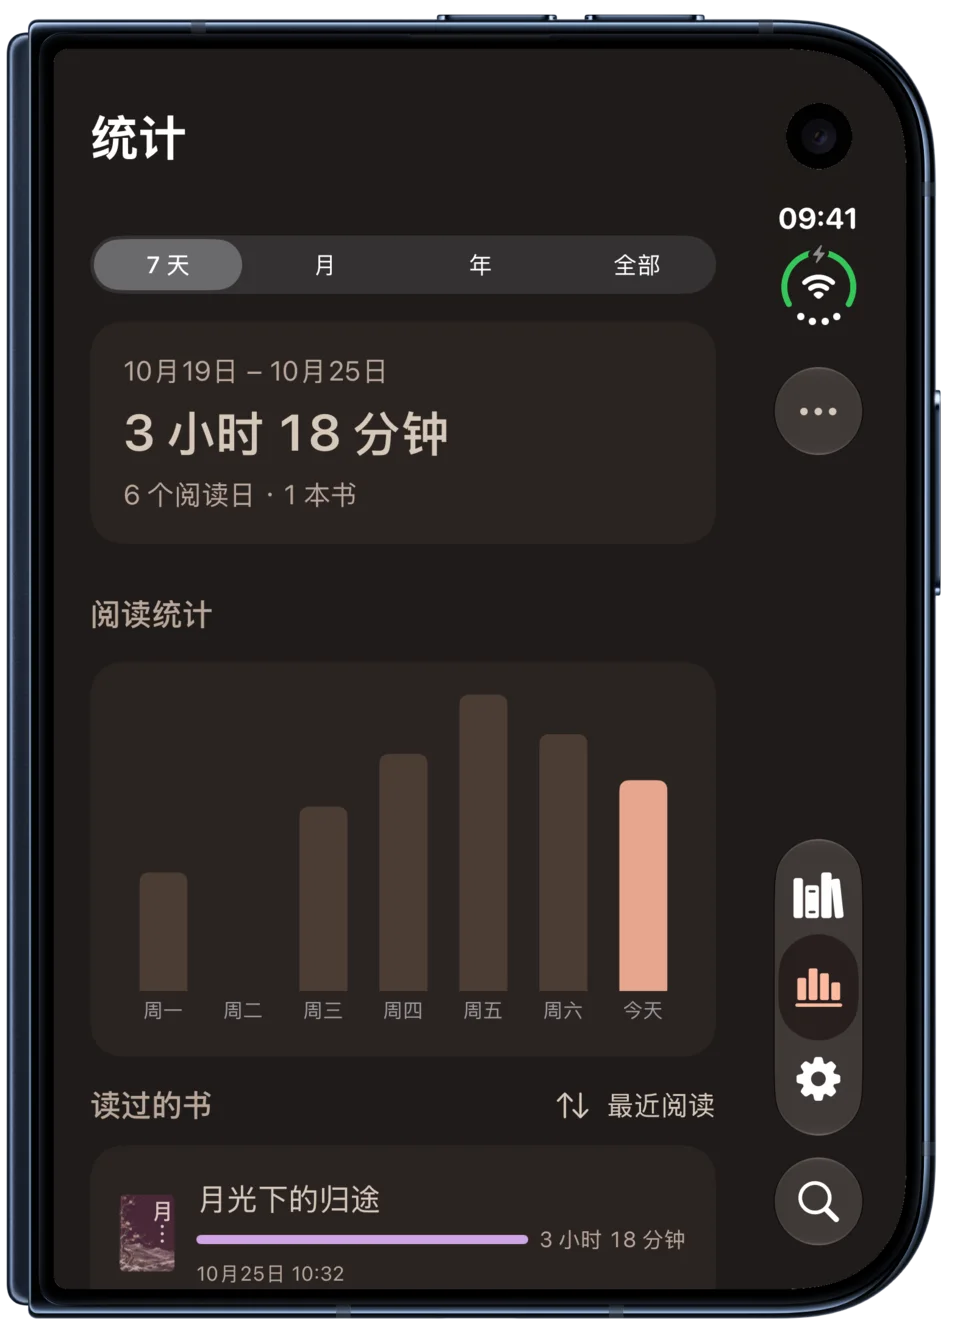 统计
09:41
7 天 月 年 全部
10月19日 – 10月25日
3 小时 18 分钟
6 个阅读日 · 1 本书
阅读统计
周一 周二 周三 周四 周五 周六 今天
读过的书
最近阅读
月…
月光下的归途
3 小时 18 分钟
10月25日 10:32